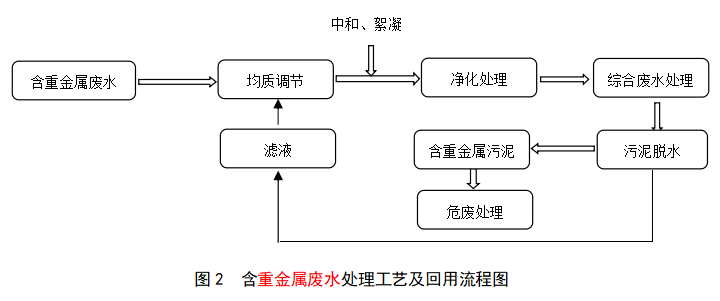 中和、絮凝
含重金属废水
均质调节
净化处理
综合废水处理
滤液
含重金属污泥
污泥脱水
危废处理
图 2 含重金属废水处理工艺及回用流程图